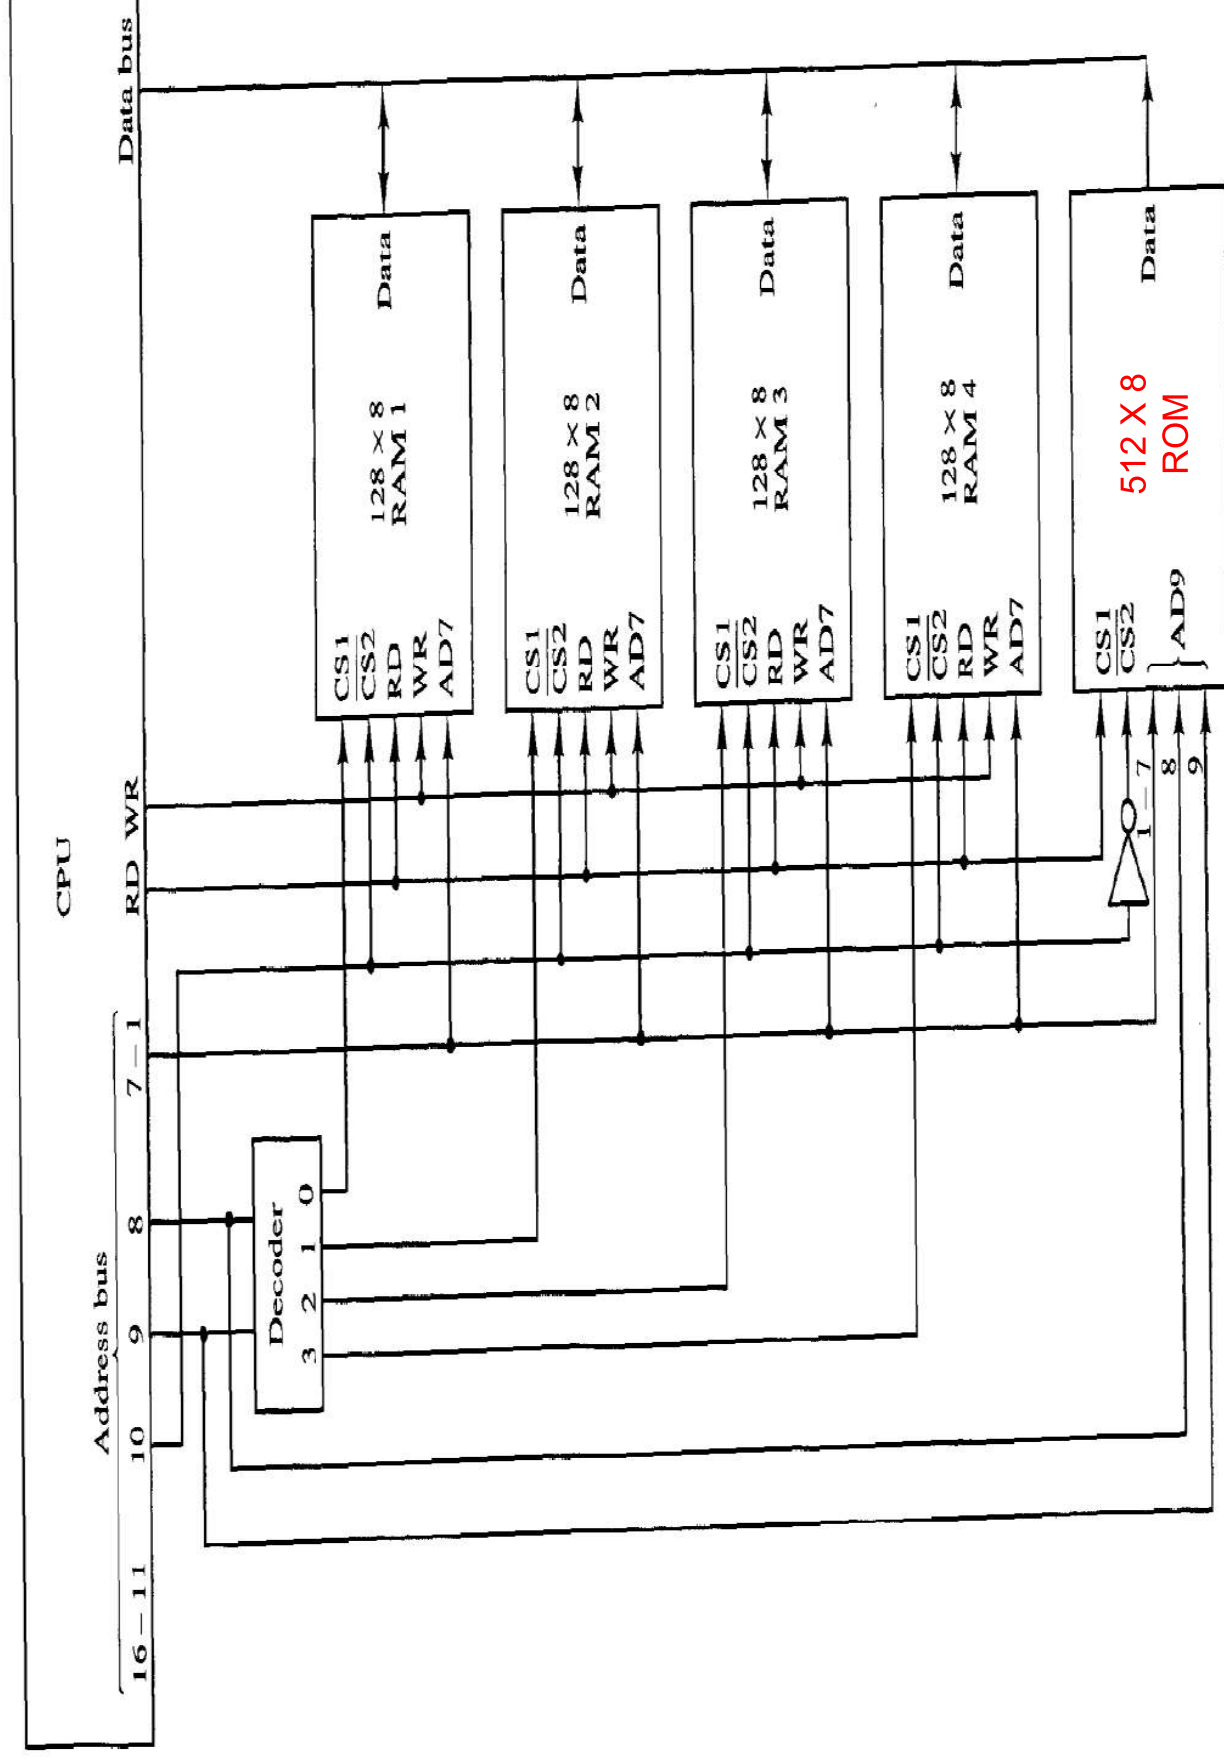 CPU
Address bus
16 – 11
10
9
8
7 – 1
RD
WR
Data bus
Decoder
3
2
1
0
CS1
CS2
RD
WR
AD7
128 × 8
RAM 1
Data
CS1
CS2
RD
WR
AD7
128 × 8
RAM 2
Data
CS1
CS2
RD
WR
AD7
128 × 8
RAM 3
Data
CS1
CS2
RD
WR
AD7
128 × 8
RAM 4
Data
1 – 7
8
9
CS1
CS2
AD9
512 X 8
ROM
Data